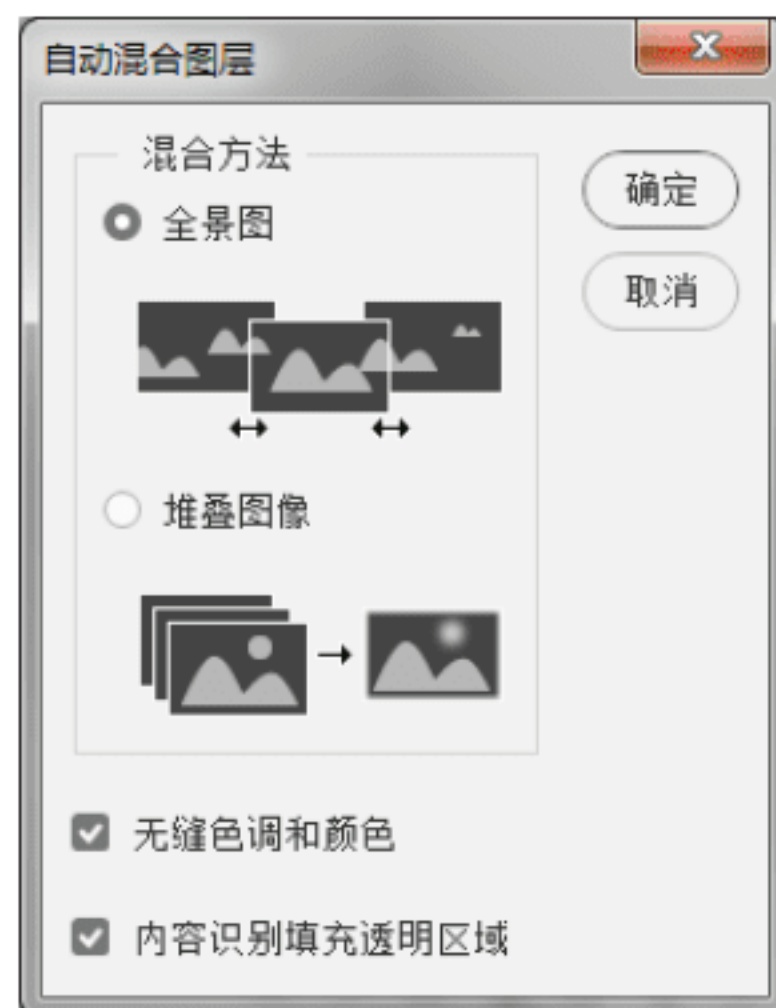 自动混合图层
混合方法
全景图
确定
取消
堆叠图像
无缝色调和颜色
内容识别填充透明区域